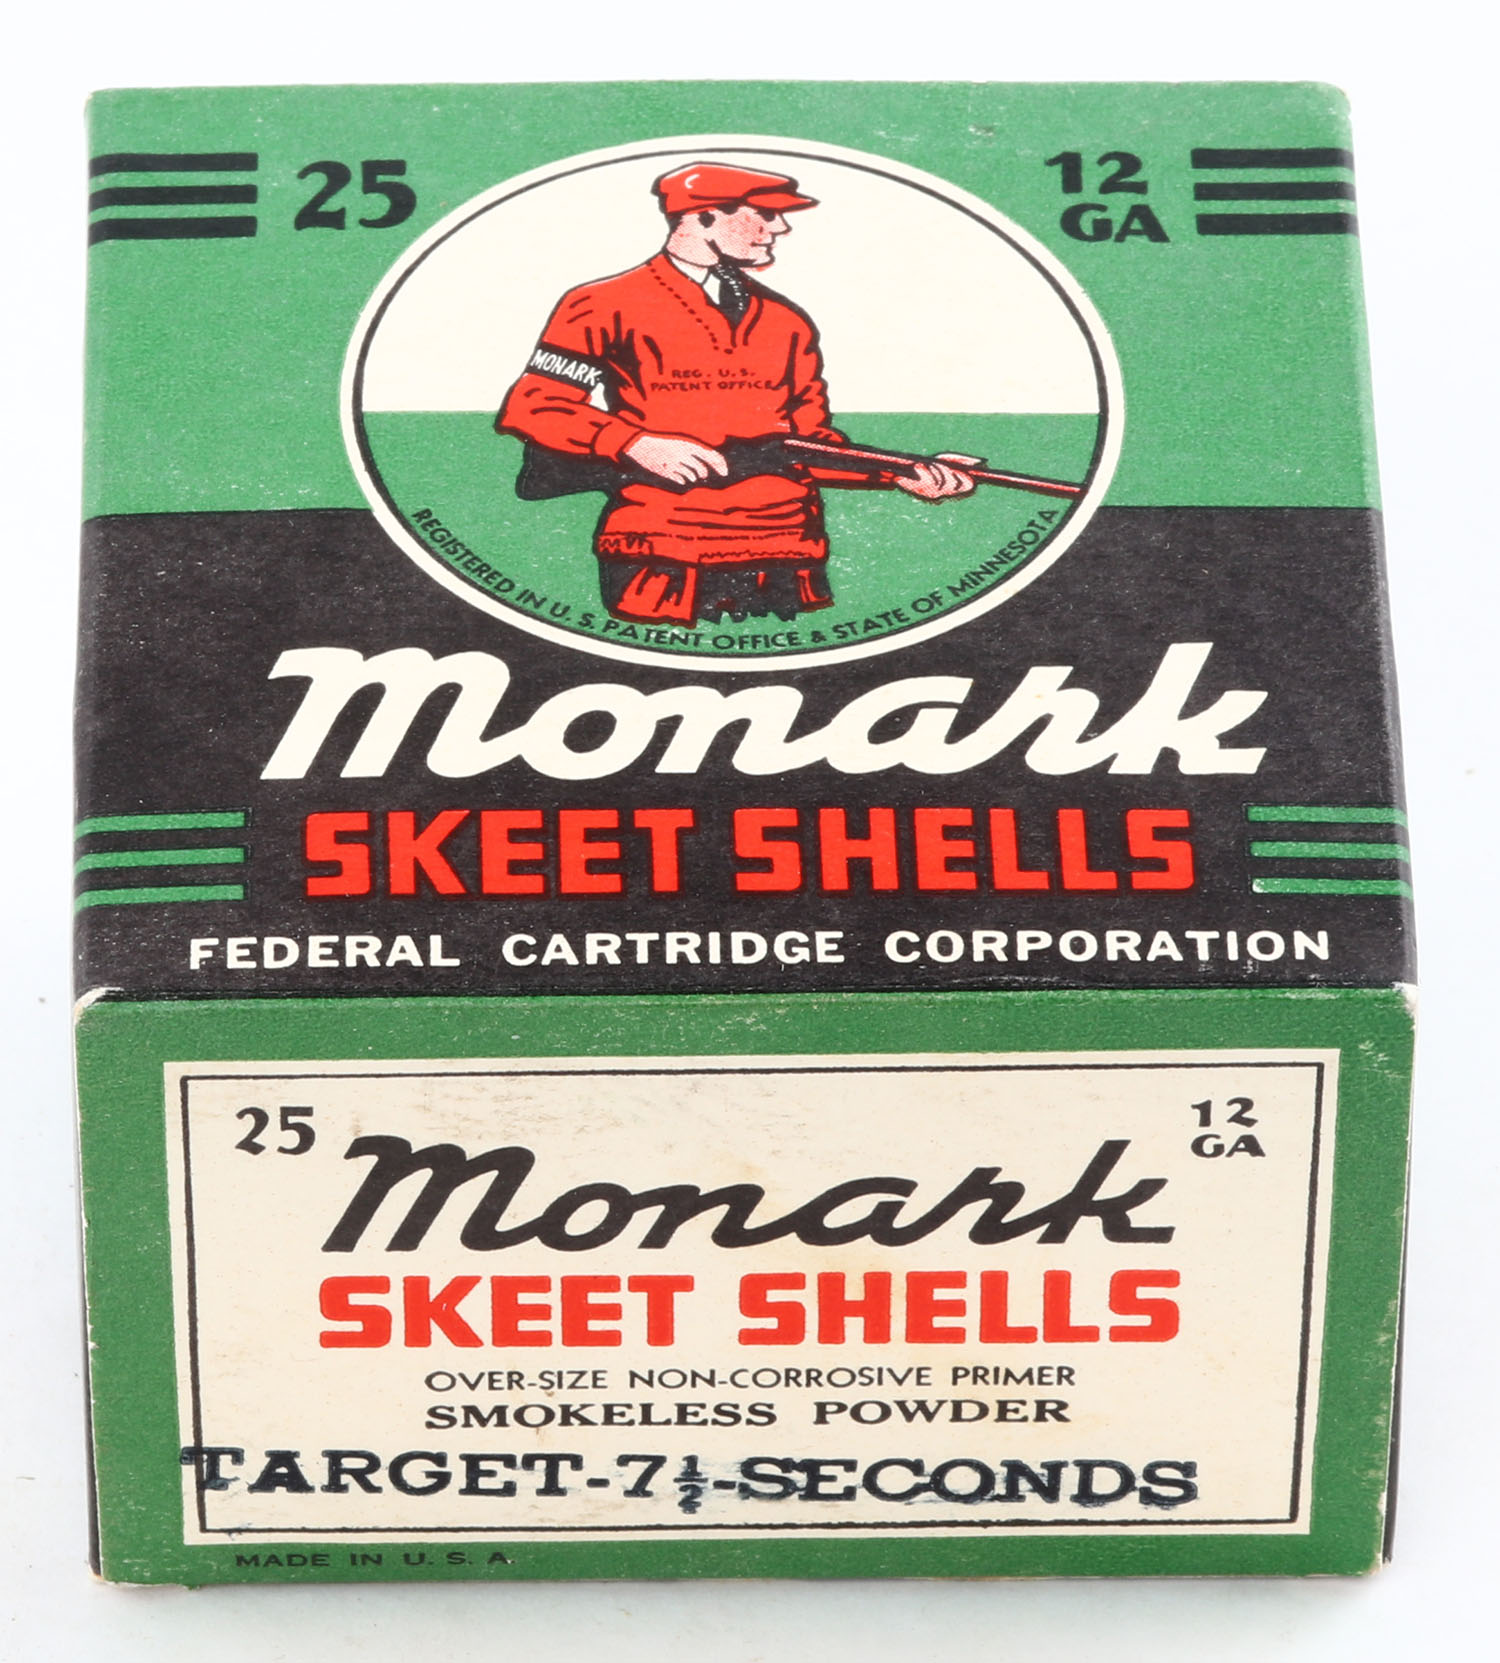 25
12
GA
MONARK
REG. U.S.
PATENT OFFICE
REGISTERED IN U. S. PATENT OFFICE & STATE OF MINNESOTA
Monark
SKEET SHELLS
FEDERAL CARTRIDGE CORPORATION
25
12
GA
Monark
SKEET SHELLS
OVER-SIZE NON-CORROSIVE PRIMER
SMOKELESS POWDER
TARGET-7½-SECONDS
MADE IN U. S. A.